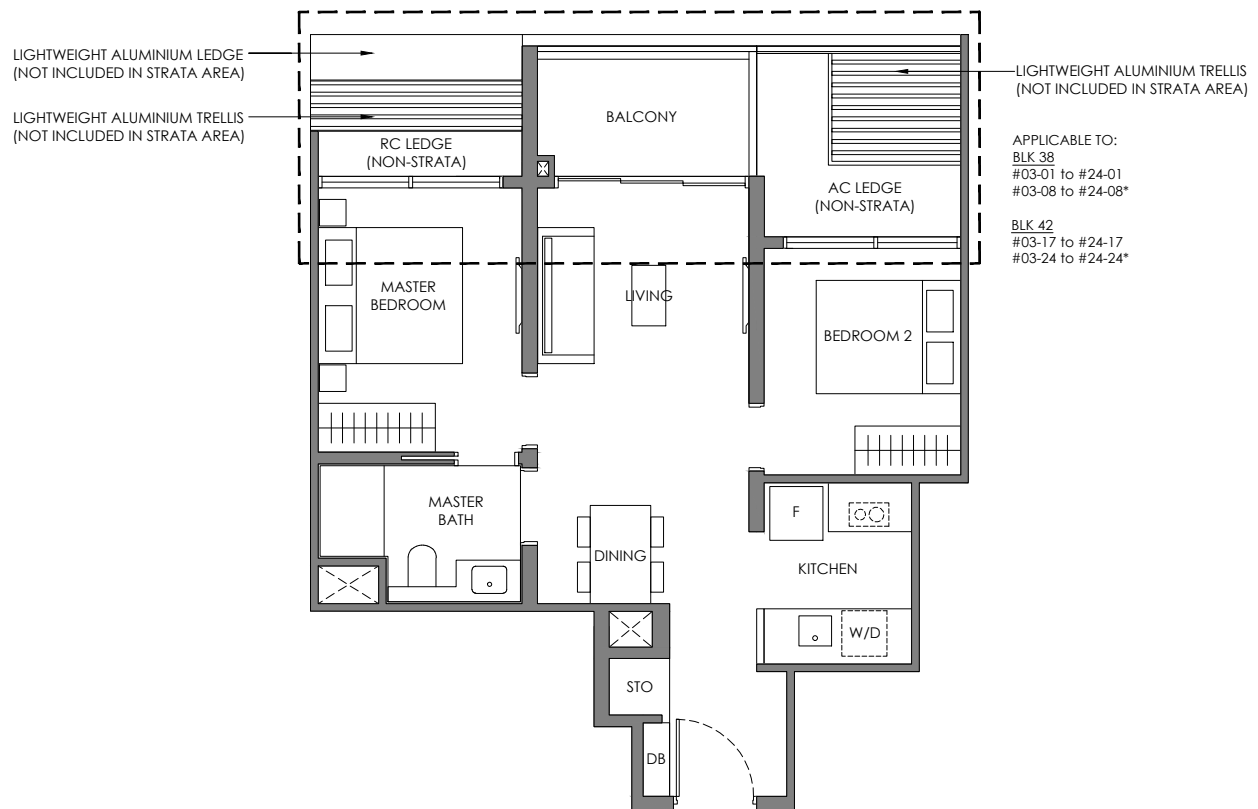 LIGHTWEIGHT ALUMINIUM LEDGE
(NOT INCLUDED IN STRATA AREA)
LIGHTWEIGHT ALUMINIUM TRELLIS
(NOT INCLUDED IN STRATA AREA)
RC LEDGE
(NON-STRATA)
BALCONY
LIGHTWEIGHT ALUMINIUM TRELLIS
(NOT INCLUDED IN STRATA AREA)
APPLICABLE TO:
BLK 38
#03-01 to #24-01
#03-08 to #24-08*
BLK 42
#03-17 to #24-17
#03-24 to #24-24*
AC LEDGE
(NON-STRATA)
MASTER
BEDROOM
LIVING
BEDROOM 2
MASTER
BATH
DINING
F
KITCHEN
W/D
STO
DB